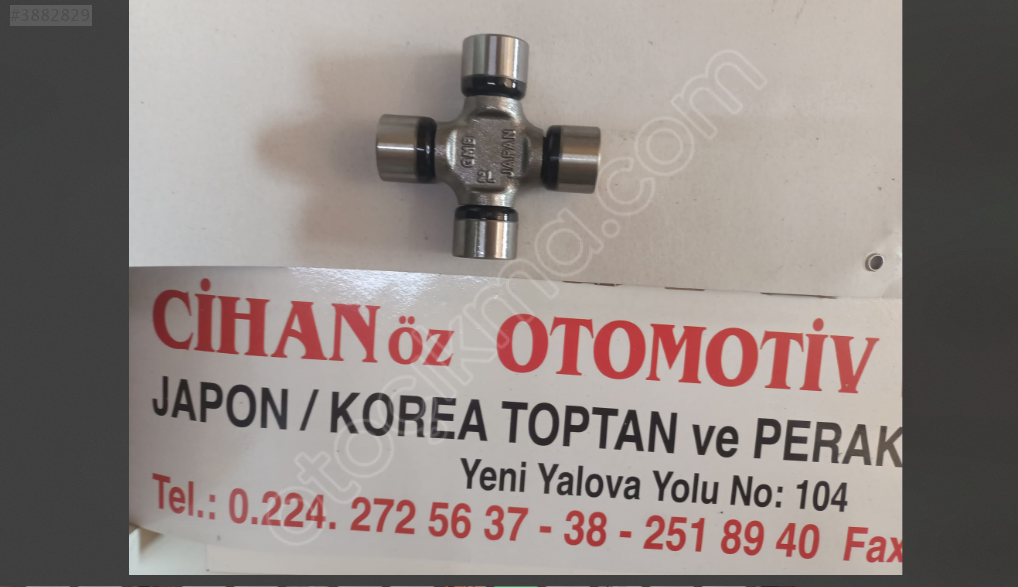 #3882829
GMB
JAPAN
CİHANöz OTOMOTİV
JAPON / KOREA TOPTAN ve PERAK
Yeni Yalova Yolu No: 104
Tel.: 0.224. 272 56 37 - 38 - 251 89 40 Fax
otocikma.com